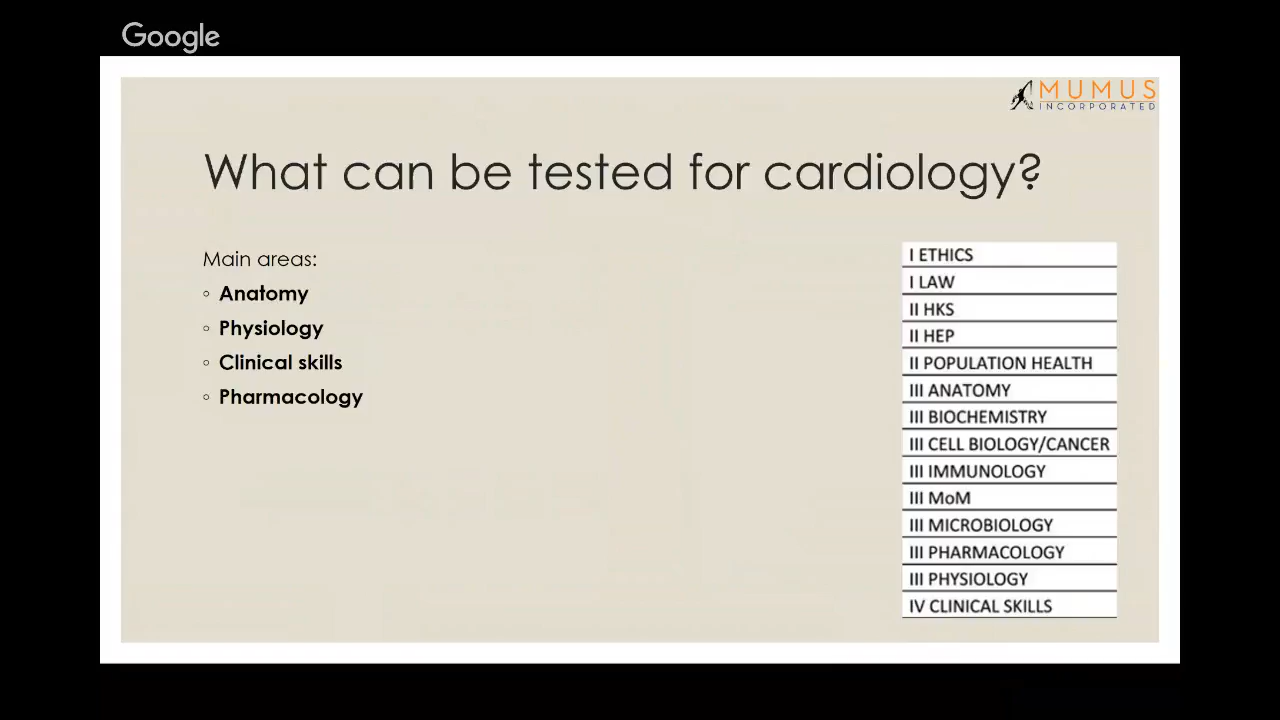 Google
MUMUS
INCORPORATED
What can be tested for cardiology?
Main areas:
◦ Anatomy
◦ Physiology
◦ Clinical skills
◦ Pharmacology
I ETHICS
I LAW
II HKS
II HEP
II POPULATION HEALTH
III ANATOMY
III BIOCHEMISTRY
III CELL BIOLOGY/CANCER
III IMMUNOLOGY
III MoM
III MICROBIOLOGY
III PHARMACOLOGY
III PHYSIOLOGY
IV CLINICAL SKILLS